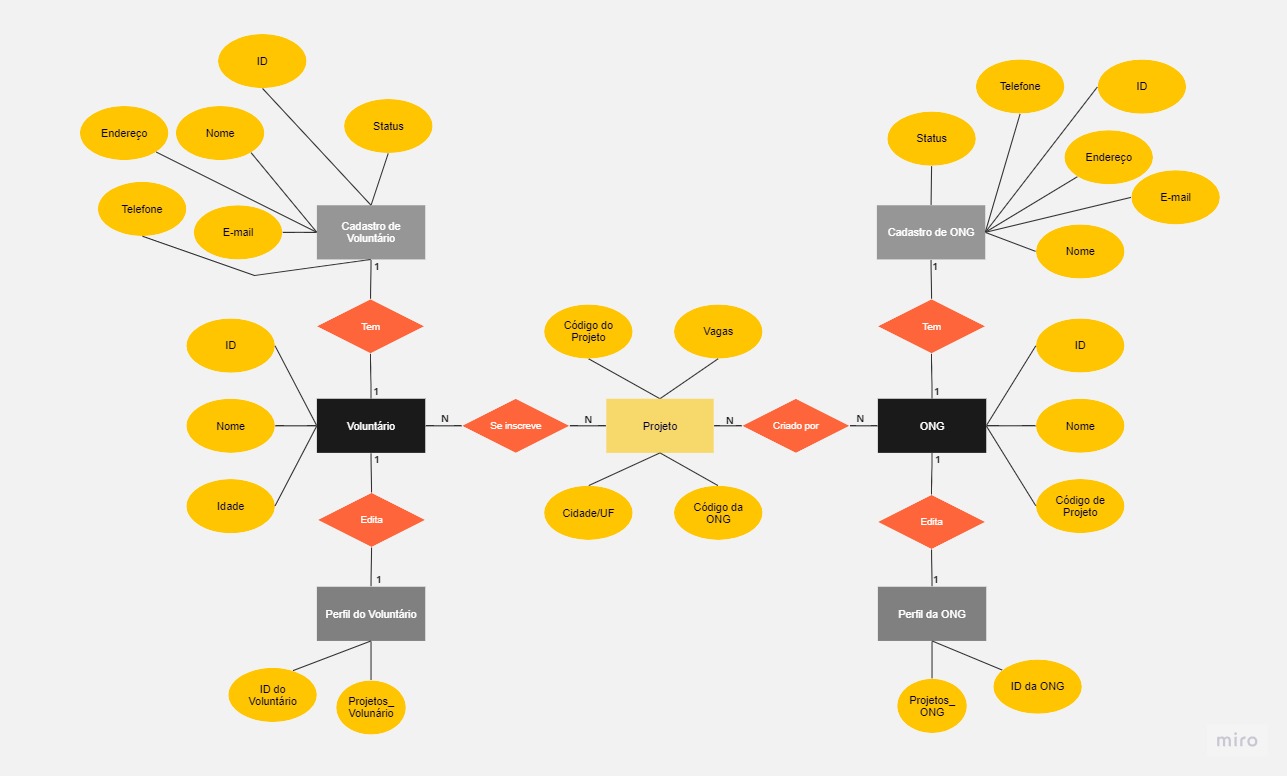 ID
Status
Endereço
Nome
Telefone
E-mail
Cadastro de
Voluntário
1
Tem
1
ID
Nome
Idade
Voluntário
N
Se inscreve
N
1
Edita
1
Perfil do Voluntário
ID do
Voluntário
Projetos_
Volunário
Código do
Projeto
Vagas
Projeto
Cidade/UF
Código da
ONG
N
Criado por
N
Telefone
ID
Status
Endereço
E-mail
Cadastro de ONG
Nome
1
Tem
1
ID
ONG
Nome
Código de
Projeto
1
Edita
1
Perfil da ONG
Projetos_
ONG
ID da ONG
miro